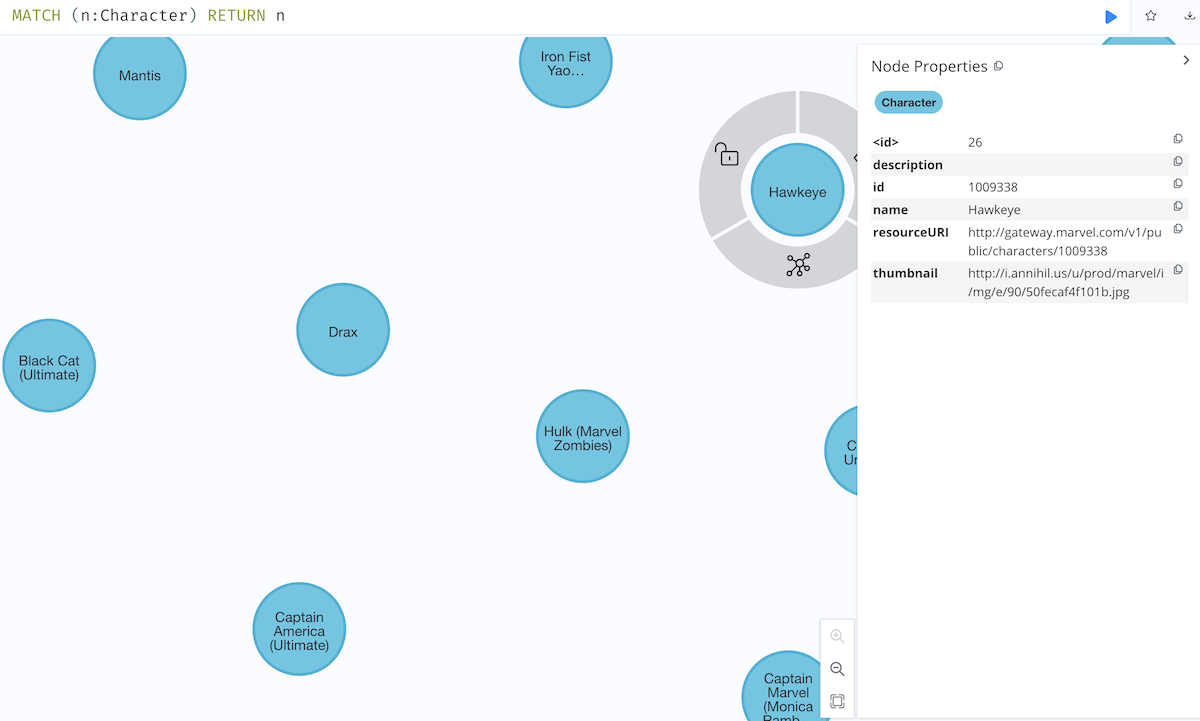 MATCH (n:Character) RETURN n
Mantis
Iron Fist
Yao…
Hawkeye
Drax
Black Cat
(Ultimate)
Hulk (Marvel
Zombies)
C
Ur
Captain
America
(Ultimate)
Captain
Marvel
(Monica
Ramb
Node Properties
Character
<id> 26
description
id 1009338
name Hawkeye
resourceURI http://gateway.marvel.com/v1/pu
blic/characters/1009338
thumbnail http://i.annihil.us/u/prod/marvel/i
/mg/e/90/50fecaf4f101b.jpg